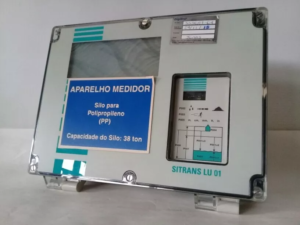 APARELHO MEDIDOR
Silo para
Polipropileno
(PP)
Capacidade do Silo: 38 ton
SITRANS LU 01